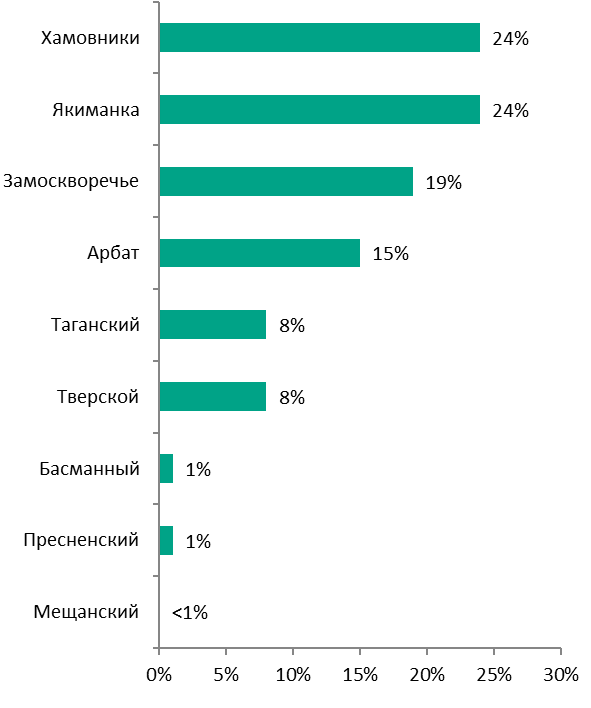 Хамовники 24%
Якиманка 24%
Замоскворечье 19%
Арбат 15%
Таганский 8%
Тверской 8%
Басманный 1%
Пресненский 1%
Мещанский <1%
0% 5% 10% 15% 20% 25% 30%